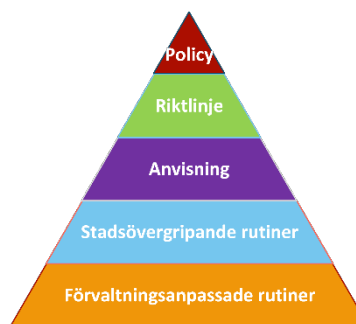 Policy
Riktlinje
Anvisning
Stadsövergripande rutiner
Förvaltningsanpassade rutiner